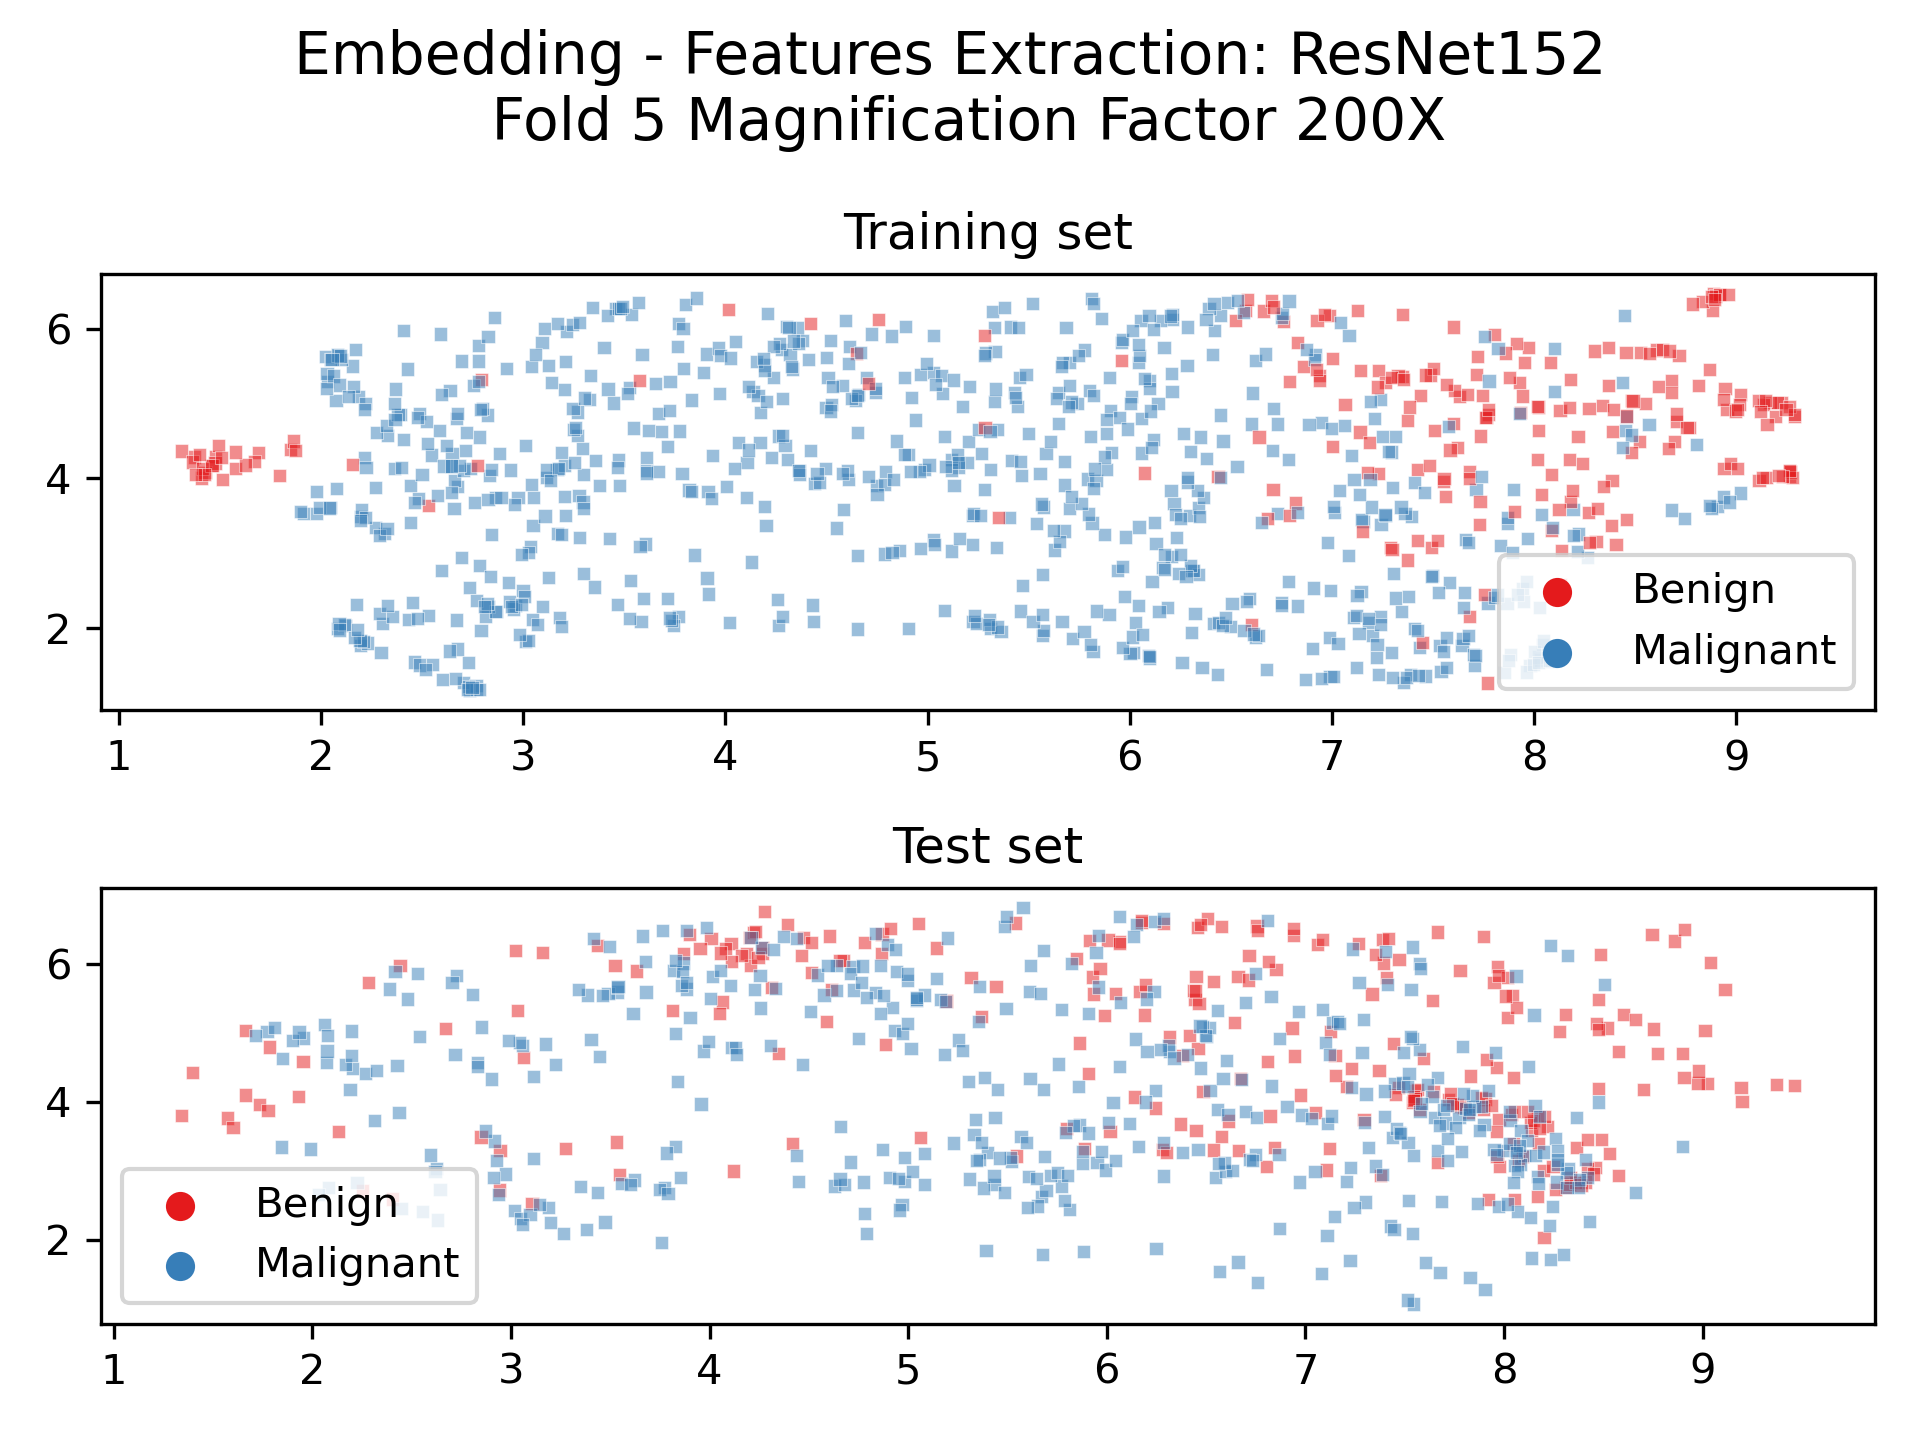 Embedding - Features Extraction: ResNet152
Fold 5 Magnification Factor 200X
Training set
6
4
2
Benign
Malignant
1 2 3 4 5 6 7 8 9
Test set
6
4
2
Benign
Malignant
1 2 3 4 5 6 7 8 9